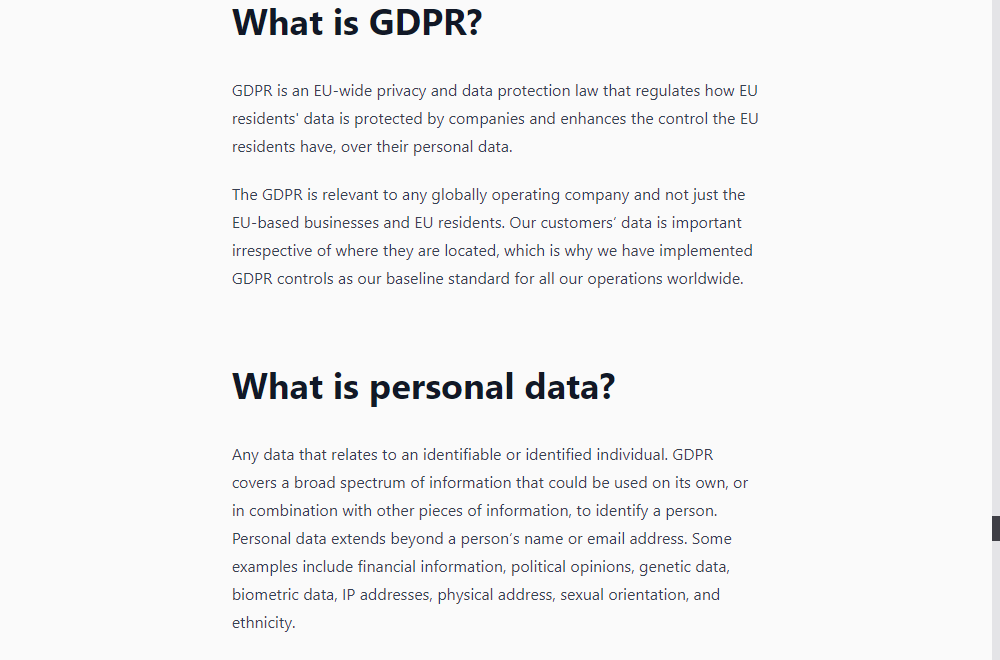 What is GDPR?
GDPR is an EU-wide privacy and data protection law that regulates how EU
residents' data is protected by companies and enhances the control the EU
residents have, over their personal data.
The GDPR is relevant to any globally operating company and not just the
EU-based businesses and EU residents. Our customers’ data is important
irrespective of where they are located, which is why we have implemented
GDPR controls as our baseline standard for all our operations worldwide.
What is personal data?
Any data that relates to an identifiable or identified individual. GDPR
covers a broad spectrum of information that could be used on its own, or
in combination with other pieces of information, to identify a person.
Personal data extends beyond a person’s name or email address. Some
examples include financial information, political opinions, genetic data,
biometric data, IP addresses, physical address, sexual orientation, and
ethnicity.